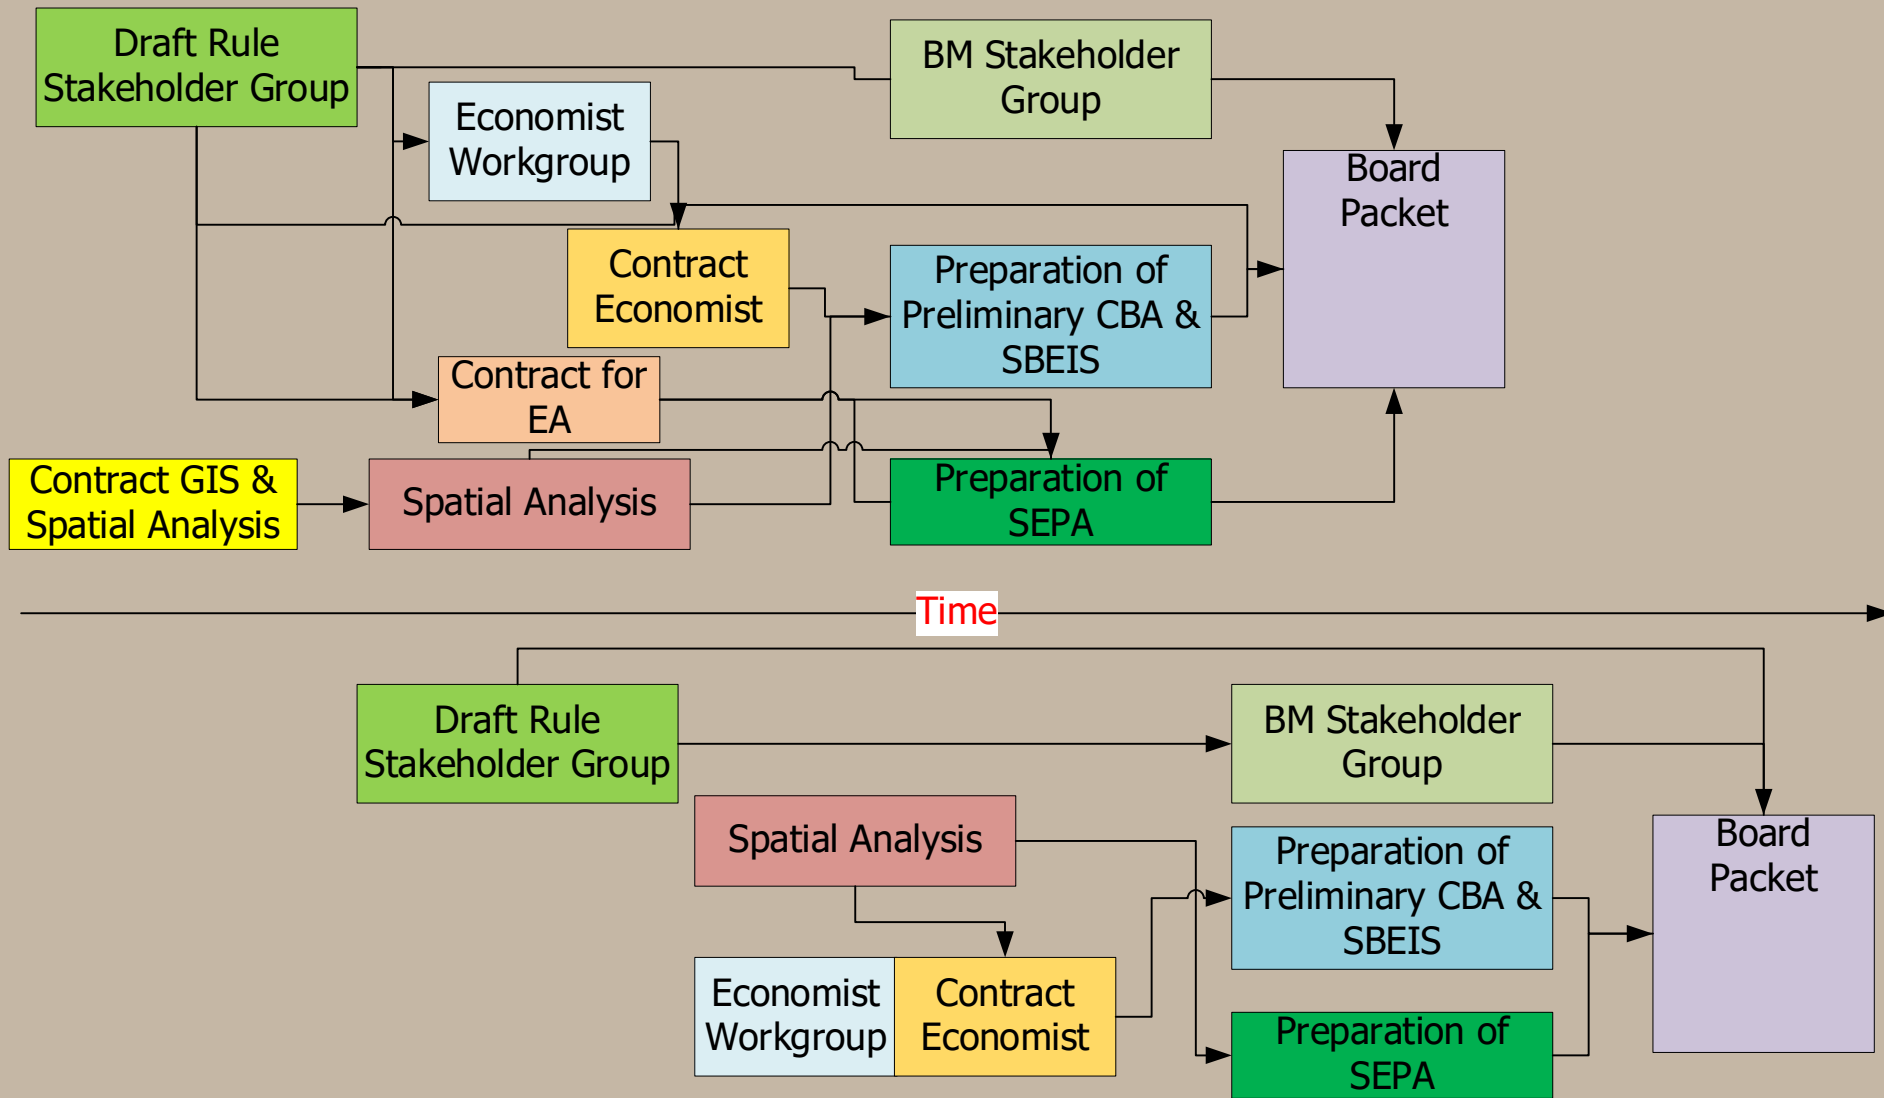 Draft Rule
Stakeholder Group
BM Stakeholder
Group
Economist
Workgroup
Board
Packet
Contract
Economist
Preparation of
Preliminary CBA &
SBEIS
Contract for
EA
Contract GIS &
Spatial Analysis
Spatial Analysis
Preparation of
SEPA
Time
Draft Rule
Stakeholder Group
BM Stakeholder
Group
Spatial Analysis
Preparation of
Preliminary CBA &
SBEIS
Board
Packet
Economist
Workgroup
Contract
Economist
Preparation of
SEPA